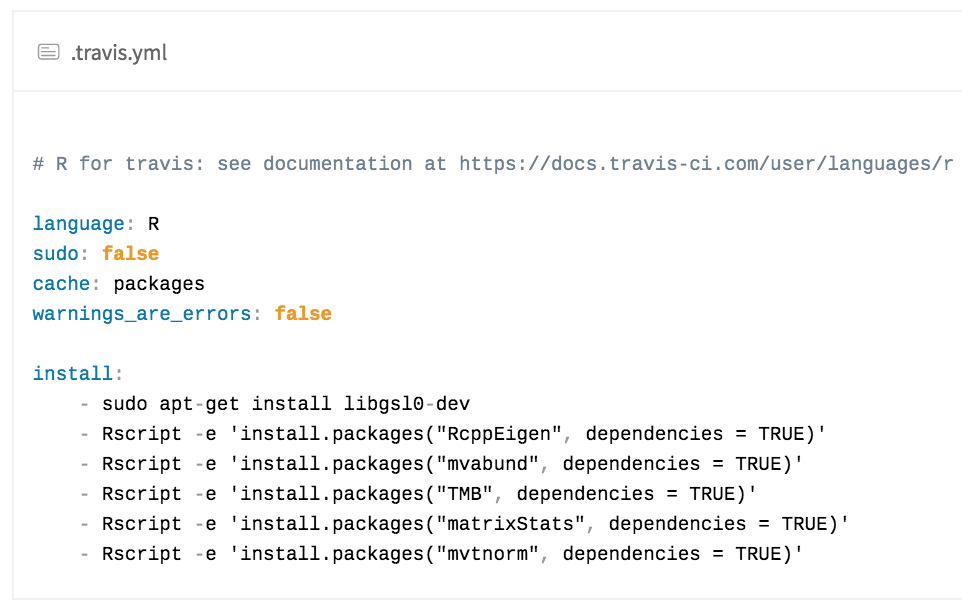 .travis.yml
# R for travis: see documentation at https://docs.travis-ci.com/user/languages/r
language: R
sudo: false
cache: packages
warnings_are_errors: false
install:
- sudo apt-get install libgsl0-dev
- Rscript -e 'install.packages("RcppEigen", dependencies = TRUE)'
- Rscript -e 'install.packages("mvabund", dependencies = TRUE)'
- Rscript -e 'install.packages("TMB", dependencies = TRUE)'
- Rscript -e 'install.packages("matrixStats", dependencies = TRUE)'
- Rscript -e 'install.packages("mvtnorm", dependencies = TRUE)'